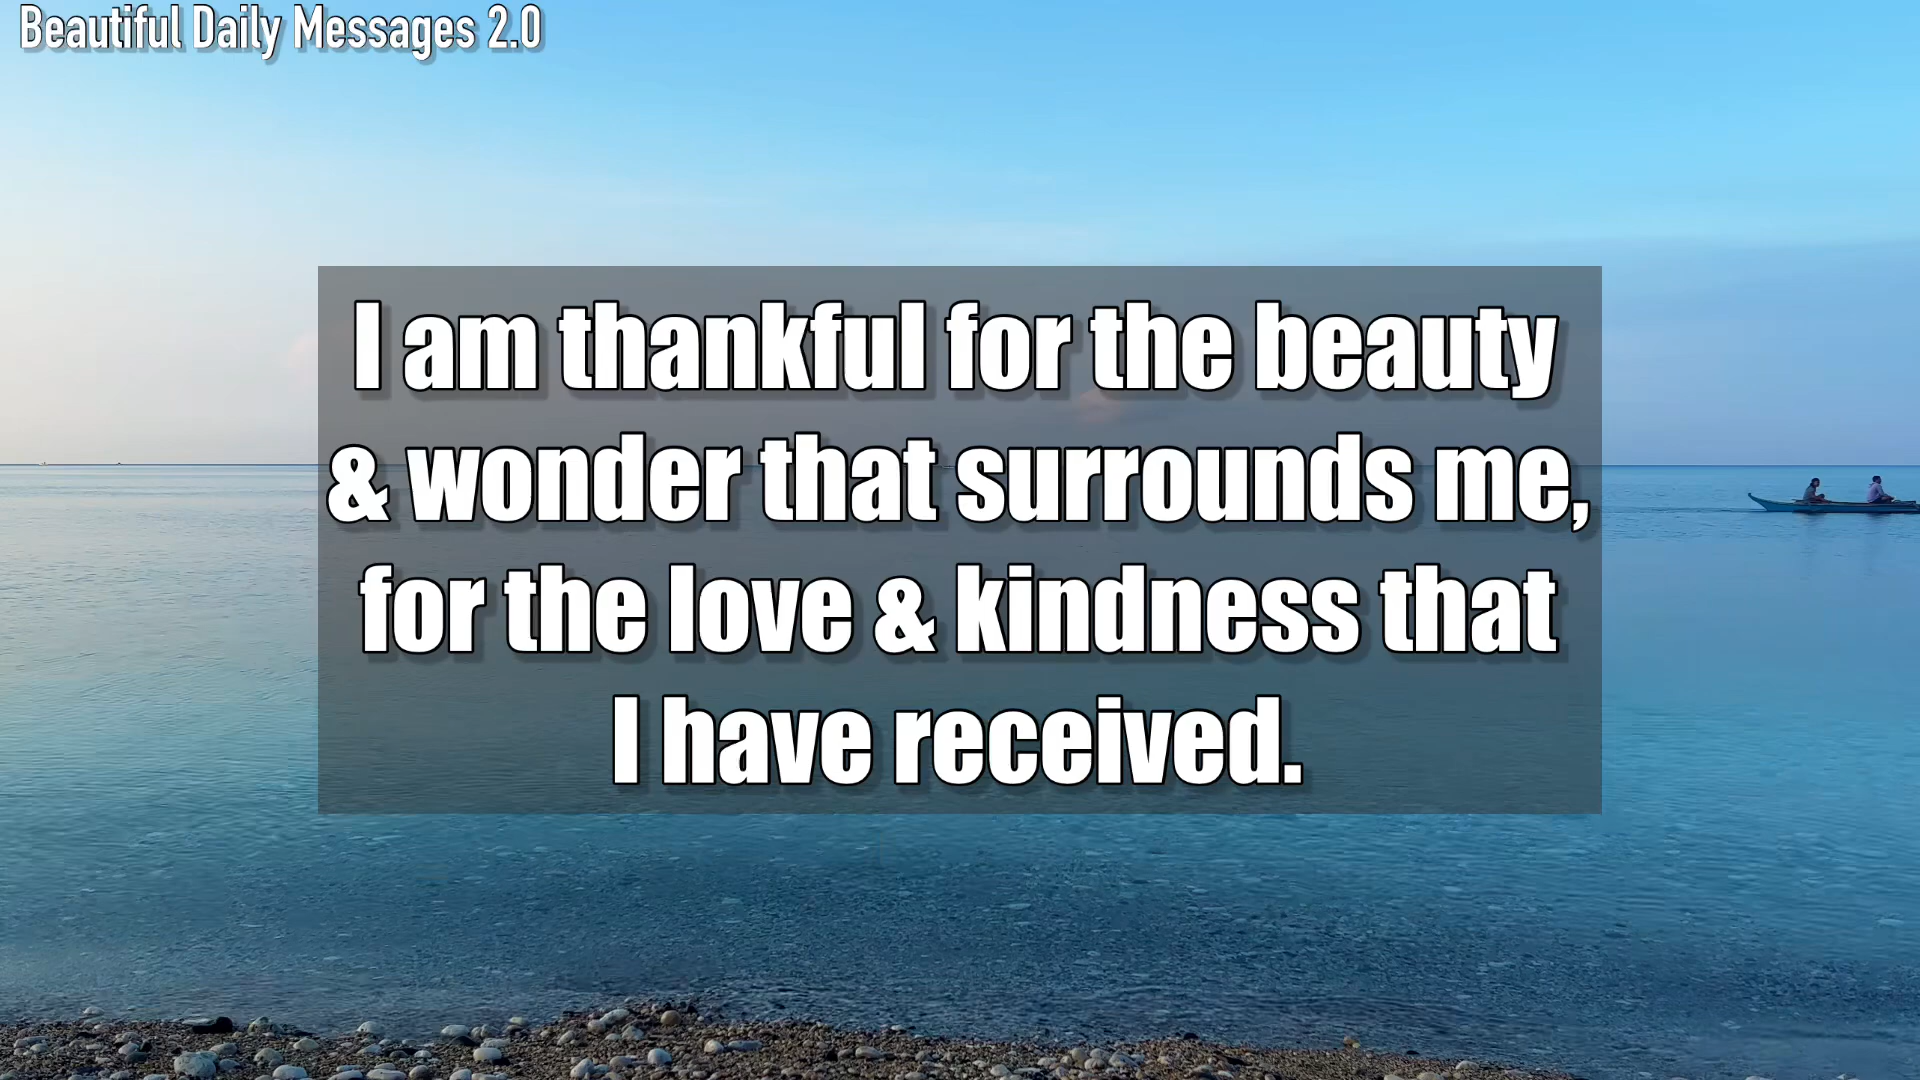 Beautiful Daily Messages 2.0
I am thankful for the beauty
& wonder that surrounds me,
for the love & kindness that
I have received.